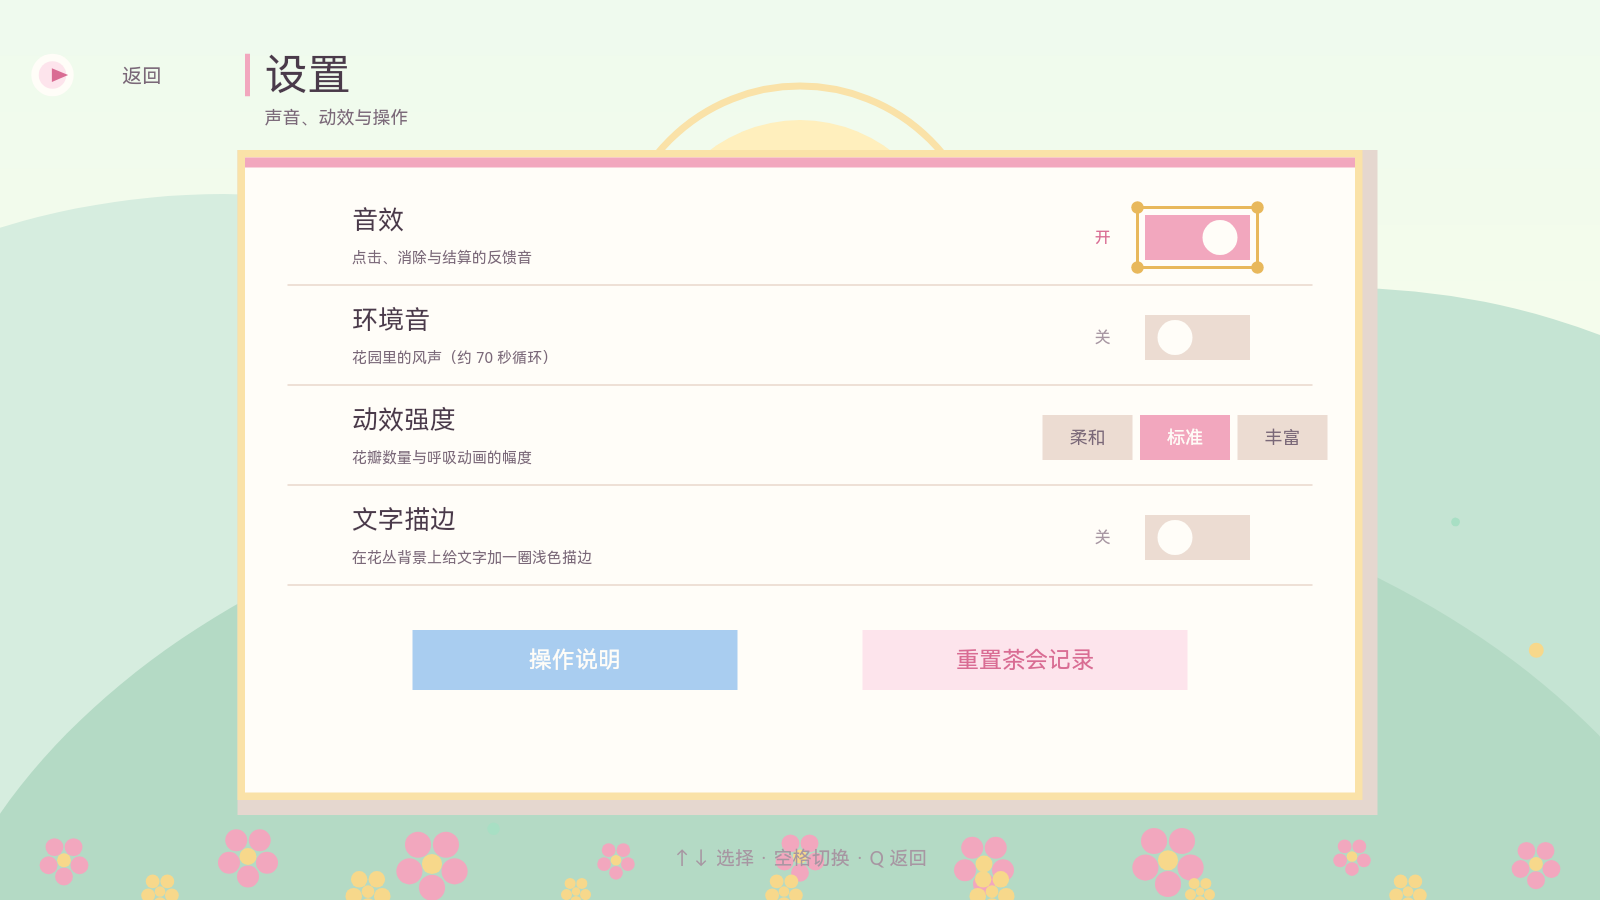 返回
设置
声音、动效与操作
音效
点击、消除与结算的反馈音
开
环境音
花园里的风声（约 70 秒循环）
关
动效强度
花瓣数量与呼吸动画的幅度
柔和 标准 丰富
文字描边
在花丛背景上给文字加一圈浅色描边
关
操作说明 重置茶会记录
↑↓ 选择 · 空格切换 · Q 返回